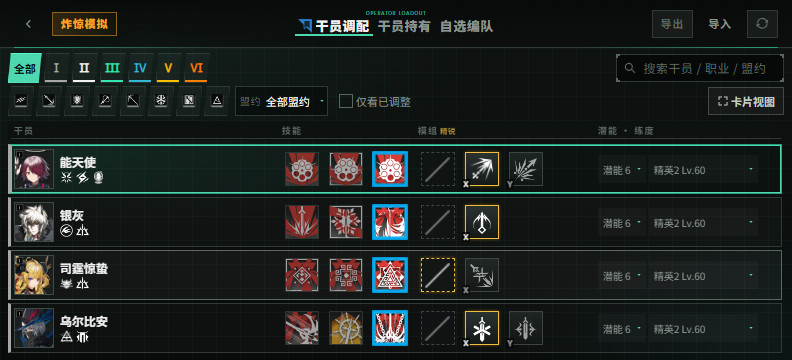 OPERATOR LOADOUT
炸惊模拟 干员调配 干员持有 自选编队 导出 导入
全部 I II III IV V VI 搜索干员 / 职业 / 盟约
盟约 全部盟约 仅看已调整 卡片视图
干员 技能 模组 精锐 潜能 · 练度
能天使 X Y 潜能 6 精英2 Lv.60
银灰 X 潜能 6 精英2 Lv.60
司霆惊蛰 X 潜能 6 精英2 Lv.60
乌尔比安 X Y 潜能 6 精英2 Lv.60